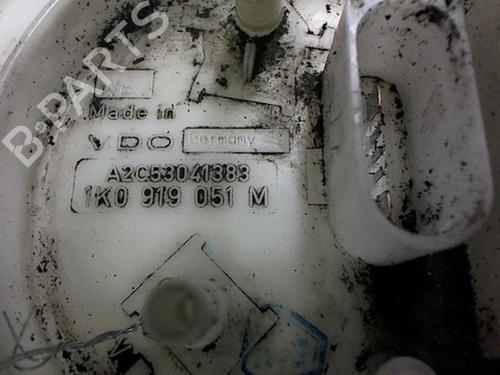 B-PARTS
Made in
VDO Germany
A2C53041383
1K0 919 051 M